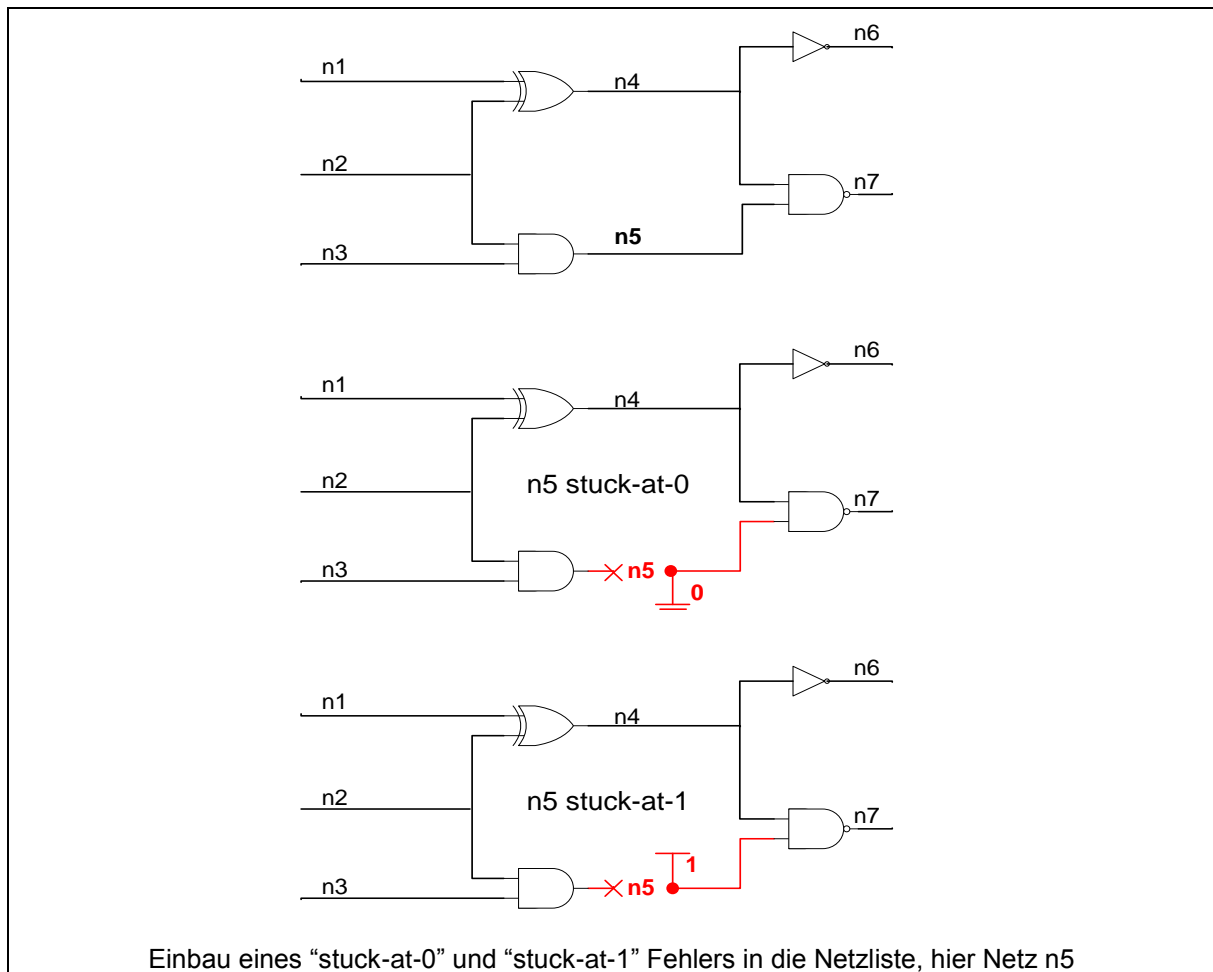 n6
n1
n4
n2
n7
n5
n3
n6
n1
n4
n2
n5 stuck-at-0
n7
n3
n5
0
n6
n1
n4
n2
n5 stuck-at-1
n7
1
n3
n5
Einbau eines “stuck-at-0” und “stuck-at-1” Fehlers in die Netzliste, hier Netz n5